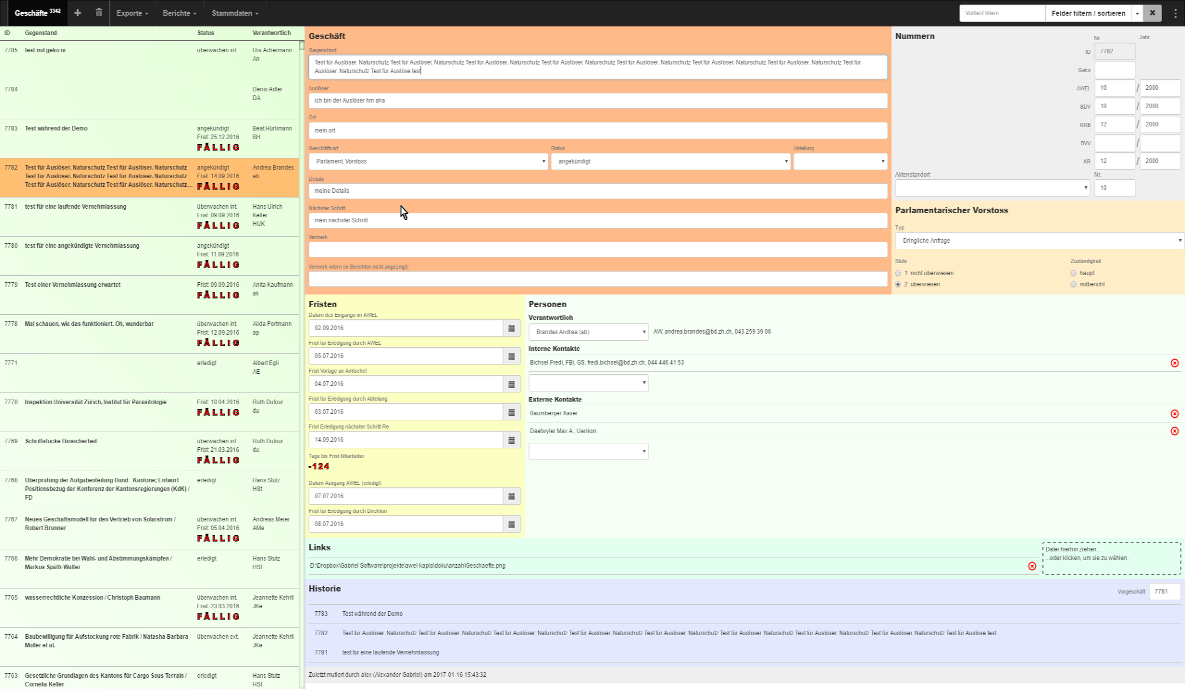 Geschäfte 3342 Exporte Berichte Stammdaten Volltext filtern Felder filtern / sortieren
ID Gegenstand Status Verantwortlich
7785 test mit geko nr überwachen int. Urs Achermann
An
7784 Denis Adler
DA
7783 Test während der Demo angekündigt Beat Hürlimann
Frist: 25.12.2016 BH
FÄLLIG
7782 Test für Auslöser. Naturschutz Test für Auslöser. Naturschutz angekündigt Andrea Brandes
Test für Auslöser. Naturschutz Test für Auslöser. Naturschutz Frist: 14.09.2016 ab
Test für Auslöser. Naturschutz Test für Auslöser. Naturschutz... FÄLLIG
7781 test für eine laufende Vernehmlassung überwachen int. Hans Ulrich
Frist: 09.09.2016 Keller
FÄLLIG HUK
7780 test für eine angekündigte Vernehmlassung angekündigt
Frist: 11.09.2016
FÄLLIG
7779 Test einer Vernehmlassung erwartet Frist: 09.09.2016 Anita Kaufmann
FÄLLIG ak
7778 Mal schauen, wie das funktioniert. Oh, wunderbar überwachen int. Alida Portmann
Frist: 12.09.2016 ap
FÄLLIG
7771 erledigt Albert Egli
AE
7770 Inspektion Universität Zürich, Institut für Parasitologie Frist: 10.04.2016 Ruth Dufour
FÄLLIG du
7769 Schriftstücke Biosicherheit überwachen int. Ruth Dufour
Frist: 21.03.2016 du
FÄLLIG
7768 Überprüfung der Aufgabenteilung Bund - Kantone; Entwurf erledigt Hans Stutz
Positionsbezug der Konferenz der Kantonsregierungen (KdK) / HSt
FD
7767 Neues Geschäftsmodell für den Vertrieb von Solarstrom / überwachen int. Andreas Meier
Robert Brunner Frist: 05.04.2016 AMe
FÄLLIG
7766 Mehr Demokratie bei Wahl- und Abstimmungskämpfen / erledigt Hans Stutz
Markus Späth-Walter HSt
7765 wasserrechtliche Konzession / Christoph Baumann überwachen int. Jeannette Kehrli
Frist: 23.03.2016 JKe
FÄLLIG
7764 Baubewilligung für Aufstockung rote Fabrik / Natasha Barbara überwachen ext. Jeannette Kehrli
Müller et al. JKe
7763 Gesetzliche Grundlagen des Kantons für Cargo Sous Terrain / erledigt Hans Stutz
Cornelia Keller HSt
Geschäft
Gegenstand
Test für Auslöser. Naturschutz Test für Auslöser. Naturschutz Test für Auslöser. Naturschutz Test für Auslöser. Naturschutz Test für Auslöser. Naturschutz Test für Auslöser. Naturschutz Test für Auslöser. Naturschutz Test für Auslöser. Naturschutz Test für
Auslöser. Naturschutz Test für Auslöse test
Auslöser
ich bin der Auslöser hm aha
Ort
mein ort
Geschäftsart Status Abteilung
Parlament. Vorstoss angekündigt
Details
meine Details
Nächster Schritt
mein nächster Schritt
Vermerk
Vermerk intern (in Berichten nicht angezeigt)
Nummern
Nr. Jahr
ID 7782
Geko
AWEL 10 / 2000
BDV 10 / 2000
RRB 12 / 2000
BVV /
KR 12 / 2000
Aktenstandort Nr.
10
Parlamentarischer Vorstoss
Typ
Dringliche Anfrage
Stufe Zuständigkeit
1: nicht überwiesen haupt
2: überwiesen mitbericht
Fristen
Datum des Eingangs im AWEL
02.09.2016
Frist für Erledigung durch AWEL
05.07.2016
Frist Vorlage an Amtschef
04.07.2016
Frist für Erledigung durch Abteilung
03.07.2016
Frist Erledigung nächster Schritt Re
14.09.2016
Tage bis Frist Mitarbeiter
-124
Datum Ausgang AWEL (erledigt)
07.07.2016
Frist für Erledigung durch Direktion
08.07.2016
Personen
Verantwortlich
Brandes Andrea (ab) AW, andrea.brandes@bd.zh.ch, 043 259 39 06
Interne Kontakte
Bichsel Fredi, FBi, GS, fredi.bichsel@bd.zh.ch, 044 446 41 53
Externe Kontakte
Baumberger Xaver
Daetwyler Max A., Uerikon
Links
D:\Dropbox\Gabriel Software\projekte\awel-kapla\doku\anzahlGeschaefte.png
Datei hierhin ziehen...
...oder klicken, um sie zu wählen.
Historie
Vorgeschäft 7781
7783 Test während der Demo
7782 Test für Auslöser. Naturschutz Test für Auslöser. Naturschutz Test für Auslöser. Naturschutz Test für Auslöser. Naturschutz Test für Auslöser. Naturschutz Test für Auslöser. Naturschutz Test für Auslöser. Naturschutz Test für Auslöser. Naturschutz Test für Auslöser. Naturschutz Test für Auslöse test
7781 test für eine laufende Vernehmlassung
Zuletzt mutiert durch alex (Alexander Gabriel) am 2017-01-16 15:43:32